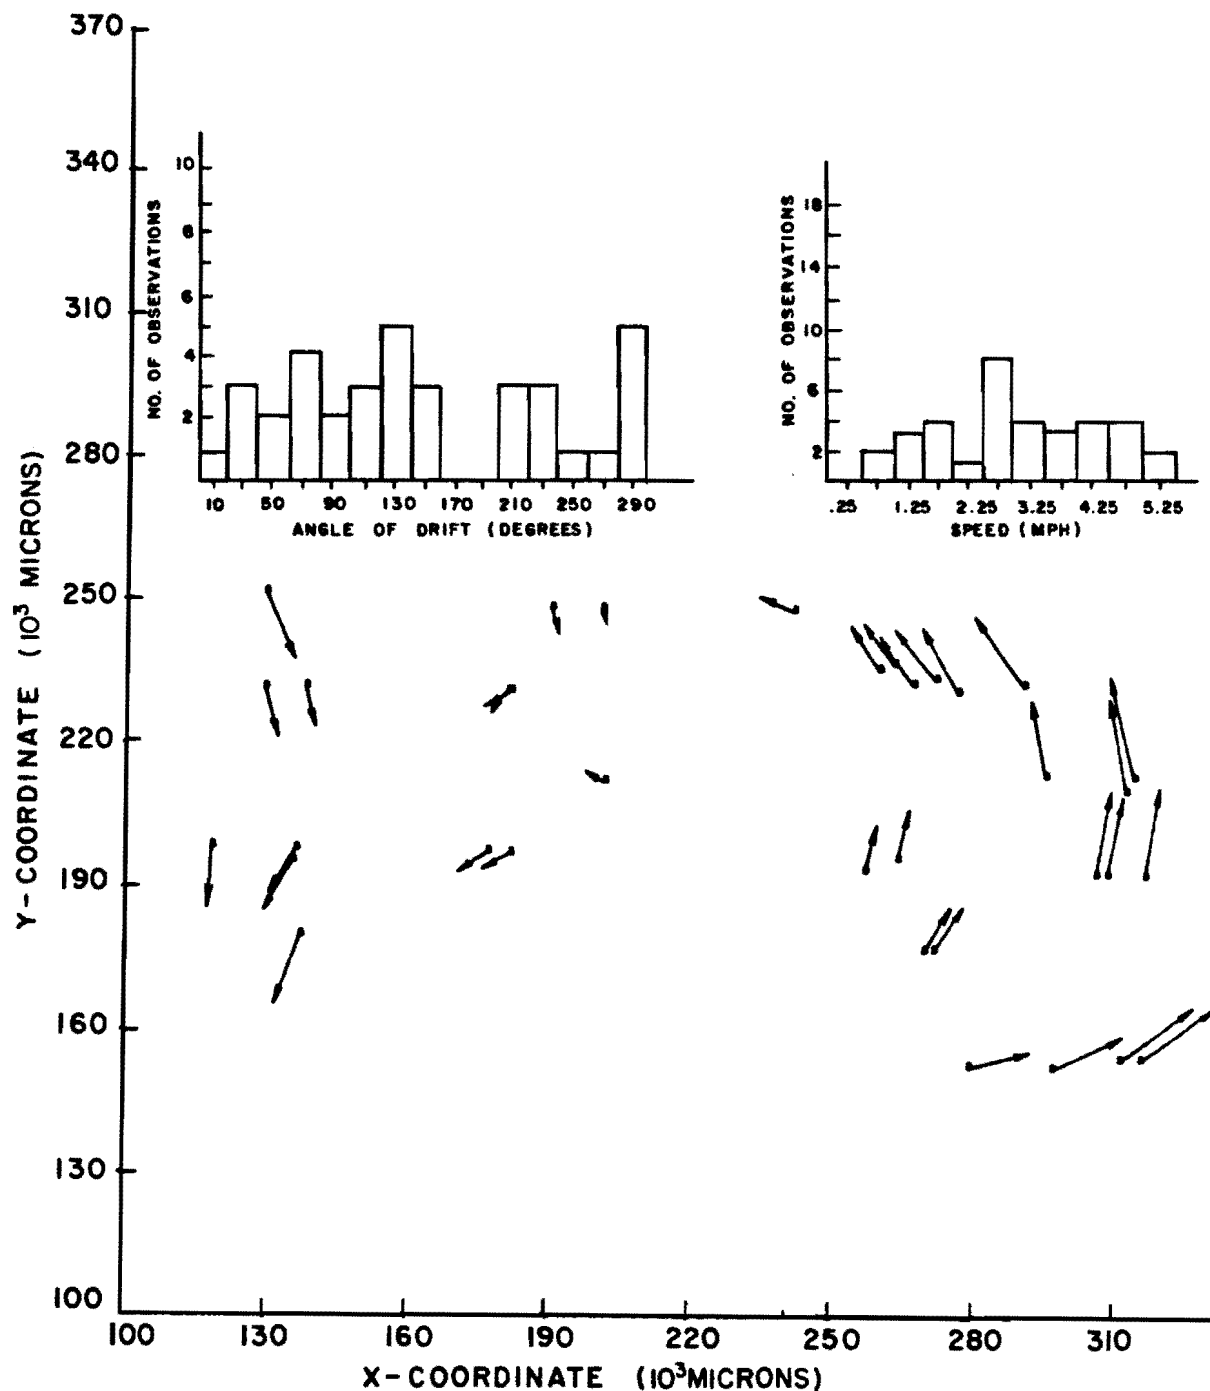 370
340
310
280
250
220
190
160
130
100
Y-COORDINATE (10³ MICRONS)
10
8
6
4
2
NO. OF OBSERVATIONS
10 50 90 130 170 210 250 290
ANGLE OF DRIFT (DEGREES)
18
14
10
6
2
NO. OF OBSERVATIONS
.25 1.25 2.25 3.25 4.25 5.25
SPEED (MPH)
100 130 160 190 220 250 280 310
X-COORDINATE (10³MICRONS)